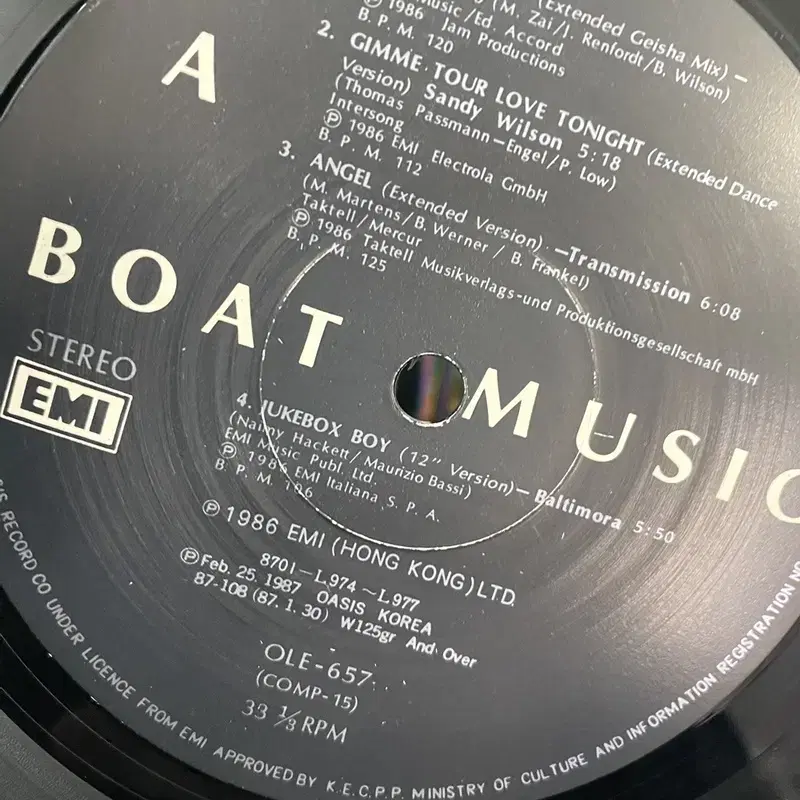 A
(Extended Geisha Mix) —
Music/Ed. Accord (M. Zai/J. Renfordt/B. Wilson)
Ⓟ 1986 Jam Productions
B. P. M. 120
2. GIMME TOUR LOVE TONIGHT (Extended Dance
Version) Sandy Wilson 5:18
(Thomas Passmann—Engel/P. Low)
Intersong
Ⓟ 1986 EMI Electrola GmbH
B. P. M. 112
3. ANGEL (Extended Version) —Transmission 6:08
(M. Martens/B. Werner / B. Frankel)
Taktell/Mercur
Ⓟ 1986 Taktell Musikverlags-und Produktionsgesellschaft mbH
B. P. M. 125
BOAT MUSIC
STEREO
EMI
4. JUKEBOX BOY (12" Version)— Baltimora 5:50
(Nainy Hackett/Maurizio Bassi)
EMI Music Publ. Ltd.
Ⓟ 1986 EMI Italiana S. P. A.
B. P. M. 106
Ⓟ 1986 EMI (HONG KONG) LTD.
8701—L.974 ~L.977
Ⓟ Feb. 25. 1987 OASIS KOREA
87-108 (87. 1. 30) W125gr And Over
OLE-657
(COMP-15)
33 1/3 RPM
RECORD CO UNDER LICENCE FROM EMI APPROVED BY K.E.C.P.P. MINISTRY OF CULTURE AND INFORMATION REGISTRATION NO.